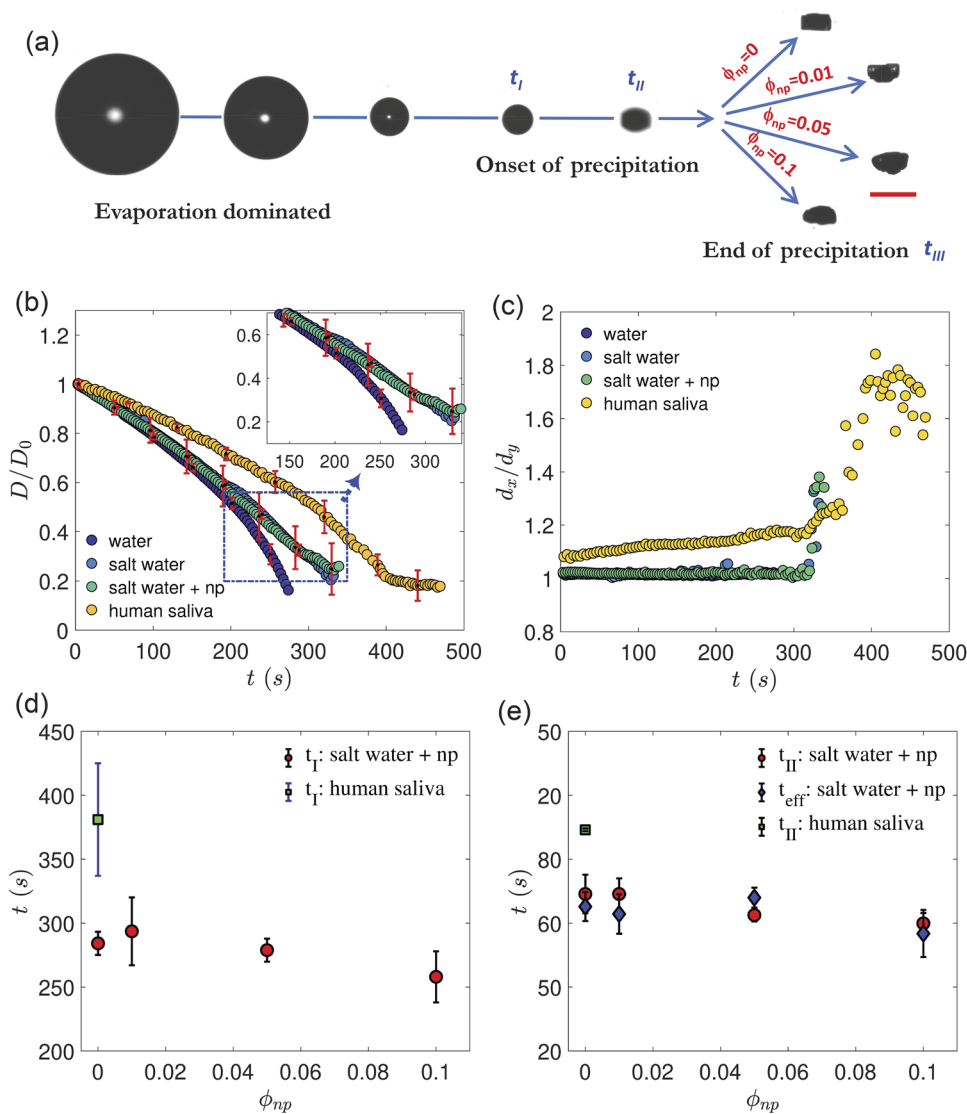 (a)
t_I
t_II
ϕnp=0
ϕnp=0.01
ϕnp=0.05
ϕnp=0.1
Onset of precipitation
Evaporation dominated
End of precipitation t_III
(b)
1.2
1
0.8
0.6
0.4
0.2
0
D/D_0
0.6
0.4
0.2
150 200 250 300
water
salt water
salt water + np
human saliva
0 100 200 300 400 500
t (s)
(c)
2
1.8
1.6
1.4
1.2
1
0.8
d_x/d_y
water
salt water
salt water + np
human saliva
0 100 200 300 400 500
t (s)
(d)
450
400
350
300
250
200
t (s)
t_I: salt water + np
t_I: human saliva
0 0.02 0.04 0.06 0.08 0.1
ϕ_np
(e)
50
20
80
60
50
20
t (s)
t_II: salt water + np
t_eff: salt water + np
t_II: human saliva
0 0.02 0.04 0.06 0.08 0.1
ϕ_np